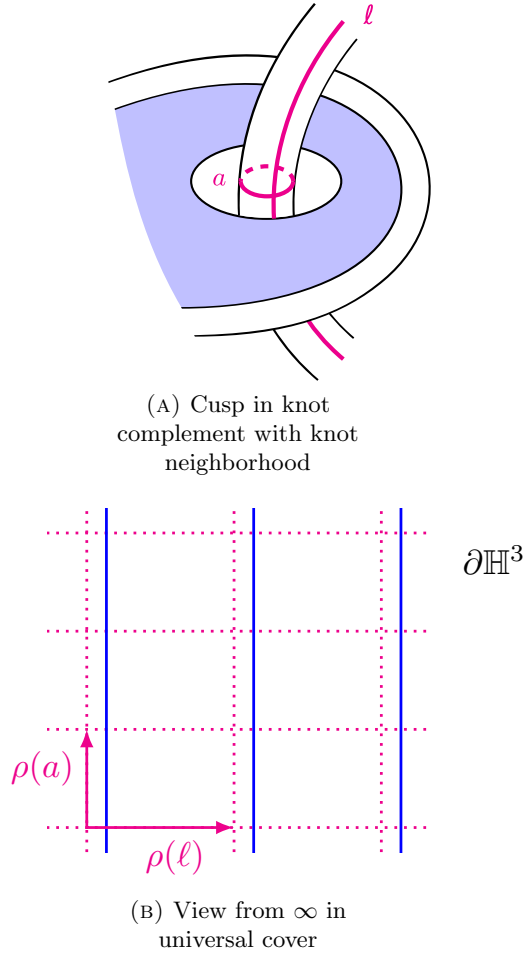 ℓ
a
(A) Cusp in knot
complement with knot
neighborhood
∂ℍ³
ρ(a)
ρ(ℓ)
(B) View from ∞ in
universal cover